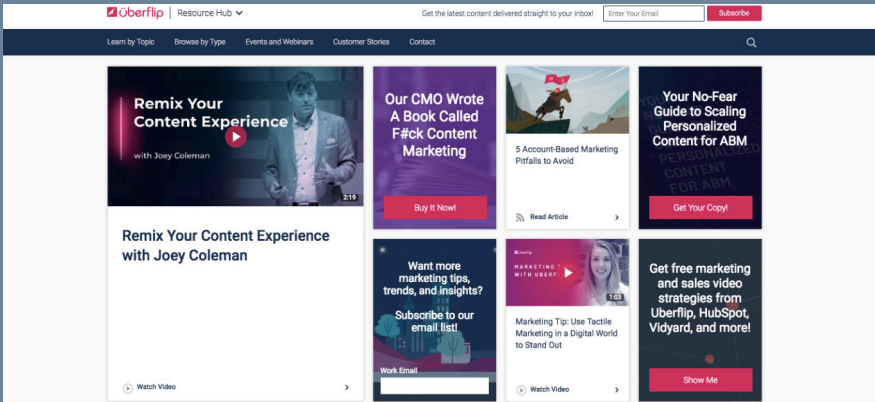 Uberflip
Resource Hub
Get the latest content delivered straight to your inbox!
Enter Your Email
Subscribe
Learn by Topic
Browse by Type
Events and Webinars
Customer Stories
Contact
Remix Your
Content Experience
with Joey Coleman
2:19
Remix Your Content Experience
with Joey Coleman
Watch Video
Our CMO Wrote
A Book Called
F#ck Content
Marketing
Buy It Now!
5 Account-Based Marketing
Pitfalls to Avoid
Read Article
Your No-Fear
Guide to Scaling
Personalized
Content for ABM
PERSONALIZED
CONTENT
FOR ABM
Get Your Copy!
Want more
marketing tips,
trends, and insights?
Subscribe to our
email list!
Work Email
Uberflip
MARKETING
WITH UBERF
1:03
Marketing Tip: Use Tactile
Marketing in a Digital World
to Stand Out
Watch Video
Get free marketing
and sales video
strategies from
Uberflip, HubSpot,
Vidyard, and more!
Show Me